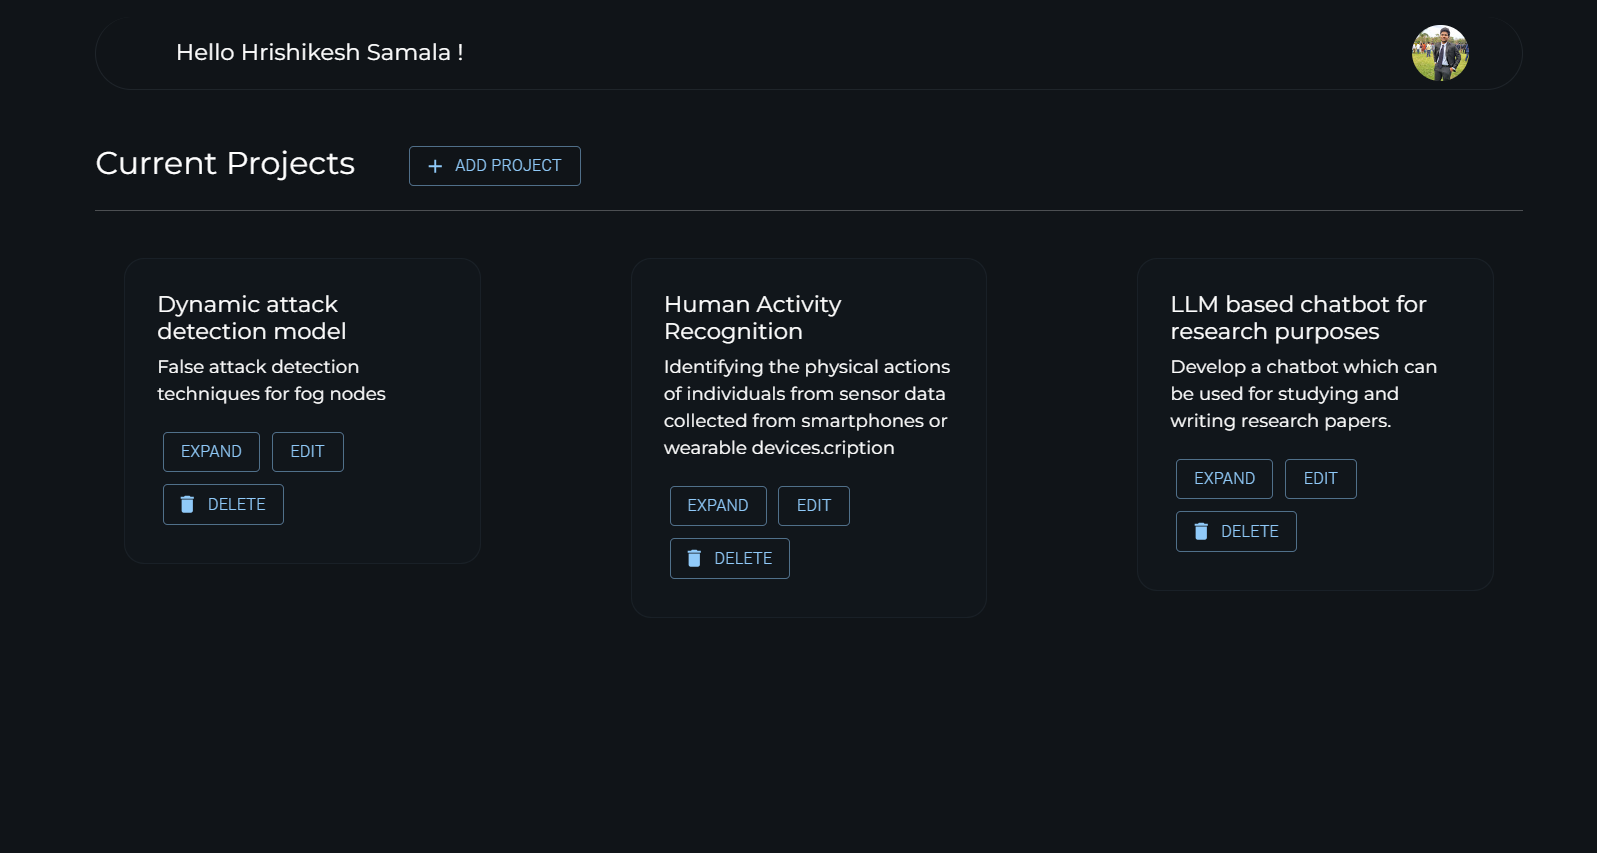 Hello Hrishikesh Samala !
Current Projects
ADD PROJECT
Dynamic attack
detection model
False attack detection
techniques for fog nodes
EXPAND
EDIT
DELETE
Human Activity
Recognition
Identifying the physical actions
of individuals from sensor data
collected from smartphones or
wearable devices.cription
EXPAND
EDIT
DELETE
LLM based chatbot for
research purposes
Develop a chatbot which can
be used for studying and
writing research papers.
EXPAND
EDIT
DELETE